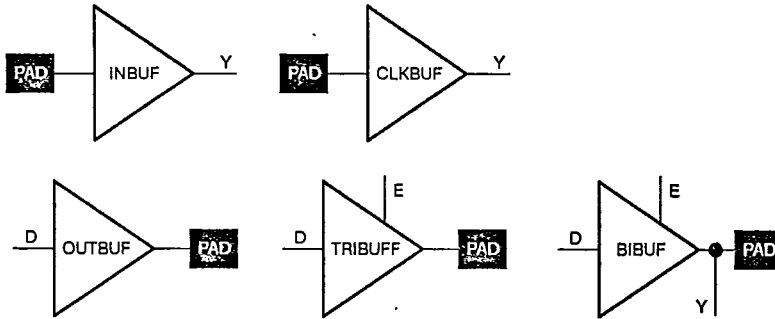 PAD INBUF Y PAD CLKBUF Y
E E
D OUTBUF PAD D TRIBUFF PAD D BIBUF PAD
Y